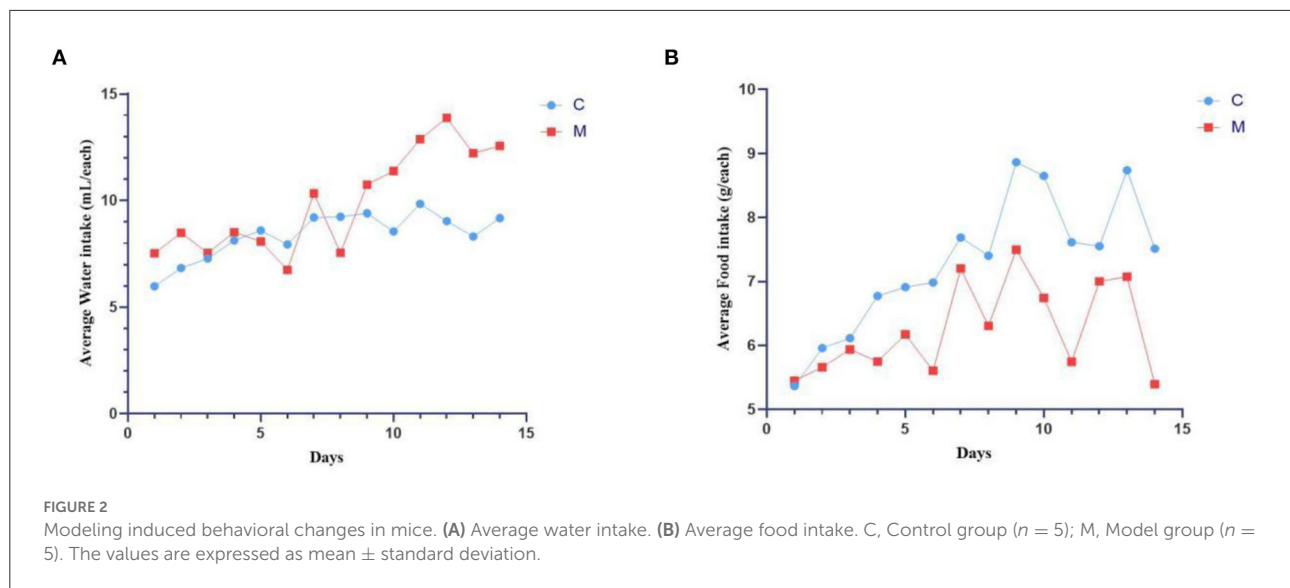 A
15
10
5
0
0
5
10
15
Average Water intake (mL/each)
Days
C
M
B
10
9
8
7
6
5
0
5
10
15
Average Food intake (g/each)
Days
C
M
FIGURE 2
Modeling induced behavioral changes in mice. (A) Average water intake. (B) Average food intake. C, Control group (n = 5); M, Model group (n =
5). The values are expressed as mean ± standard deviation.